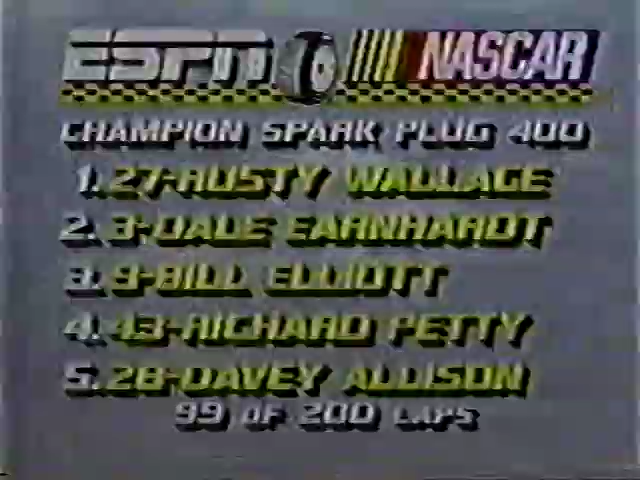 ESPN NASCAR
CHAMPION SPARK PLUG 400
1.27-RUSTY WALLACE
2.3-DALE EARNHARDT
3.9-BILL ELLIOTT
4.43-RICHARD PETTY
5.28-DAVEY ALLISON
99 OF 200 LAPS